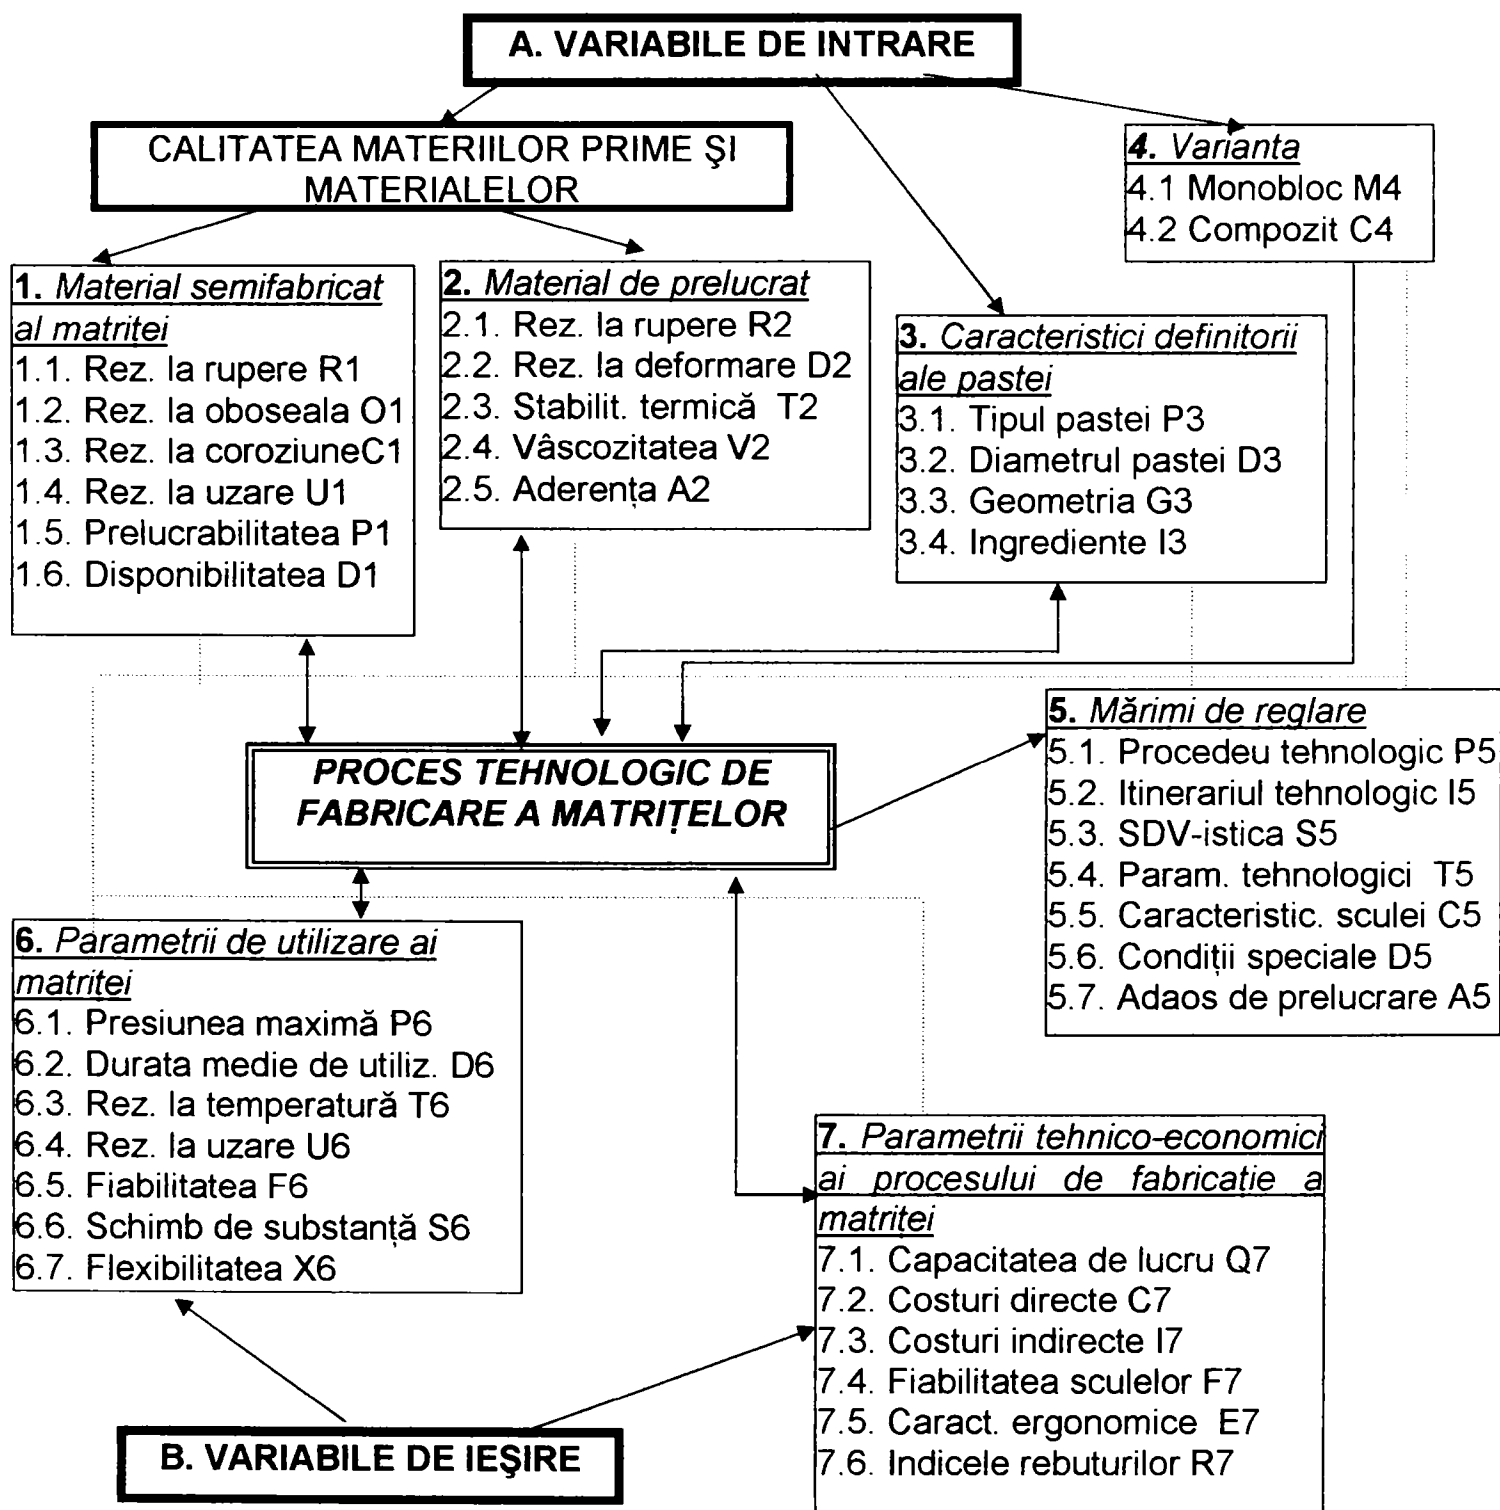 A. VARIABILE DE INTRARE
CALITATEA MATERIILOR PRIME ŞI
MATERIALELOR
4. Varianta
4.1 Monobloc M4
4.2 Compozit C4
1. Material semifabricat
al matriței
1.1. Rez. la rupere R1
1.2. Rez. la oboseala O1
1.3. Rez. la coroziuneC1
1.4. Rez. la uzare U1
1.5. Prelucrabilitatea P1
1.6. Disponibilitatea D1
2. Material de prelucrat
2.1. Rez. la rupere R2
2.2. Rez. la deformare D2
2.3. Stabilit. termică T2
2.4. Vâscozitatea V2
2.5. Aderența A2
3. Caracteristici definitorii
ale pastei
3.1. Tipul pastei P3
3.2. Diametrul pastei D3
3.3. Geometria G3
3.4. Ingrediente I3
PROCES TEHNOLOGIC DE
FABRICARE A MATRIȚELOR
5. Mărimi de reglare
5.1. Procedeu tehnologic P5
5.2. Itinerariul tehnologic I5
5.3. SDV-istica S5
5.4. Param. tehnologici T5
5.5. Caracteristic. sculei C5
5.6. Condiții speciale D5
5.7. Adaos de prelucrare A5
6. Parametrii de utilizare ai
matriței
6.1. Presiunea maximă P6
6.2. Durata medie de utiliz. D6
6.3. Rez. la temperatură T6
6.4. Rez. la uzare U6
6.5. Fiabilitatea F6
6.6. Schimb de substanță S6
6.7. Flexibilitatea X6
7. Parametrii tehnico-economici
ai procesului de fabricație a
matriței
7.1. Capacitatea de lucru Q7
7.2. Costuri directe C7
7.3. Costuri indirecte I7
7.4. Fiabilitatea sculelor F7
7.5. Caract. ergonomice E7
7.6. Indicele rebuturilor R7
B. VARIABILE DE IEŞIRE